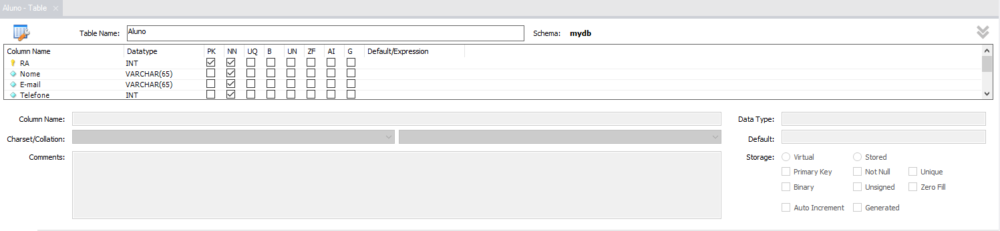 Aluno - Table ×
Table Name: Aluno Schema: mydb
Column Name Datatype PK NN UQ B UN ZF AI G Default/Expression
RA INT
Nome VARCHAR(65)
E-mail VARCHAR(65)
Telefone INT
Column Name: Data Type:
Charset/Collation: Default:
Comments: Storage: Virtual Stored
Primary Key Not Null Unique
Binary Unsigned Zero Fill
Auto Increment Generated